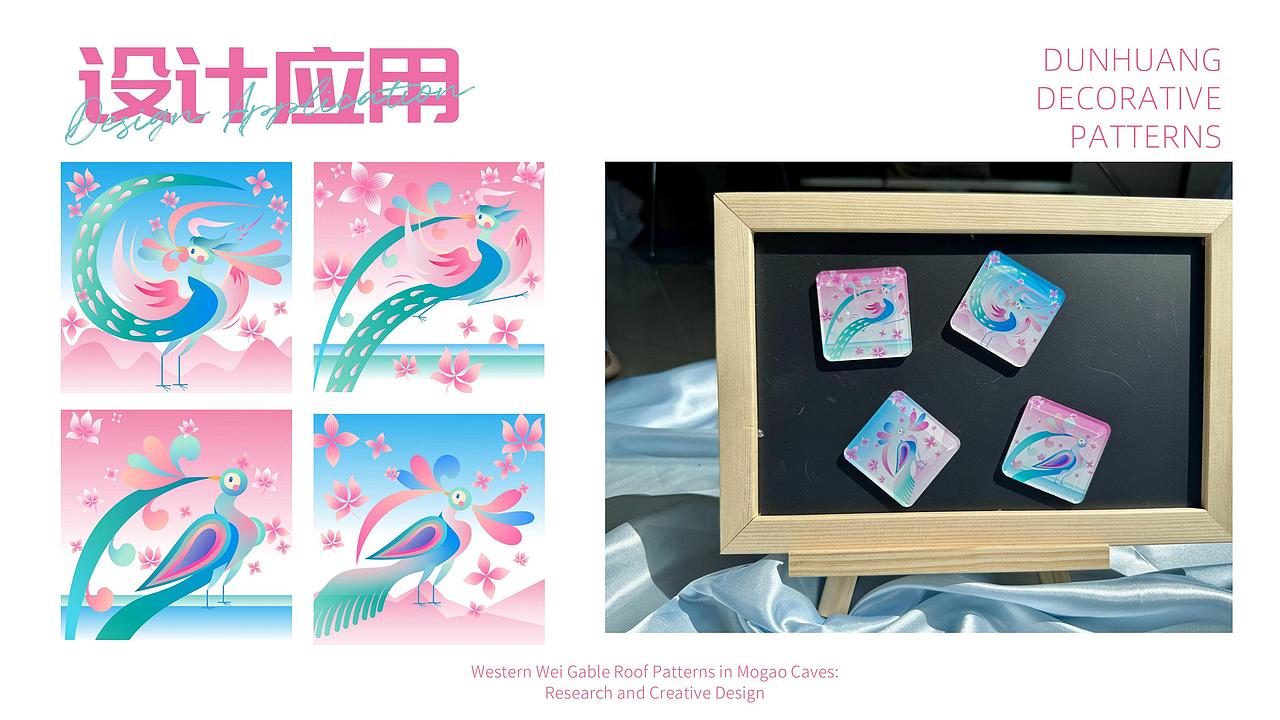 设计应用
Design Application
DUNHUANG
DECORATIVE
PATTERNS
Western Wei Gable Roof Patterns in Mogao Caves:
Research and Creative Design